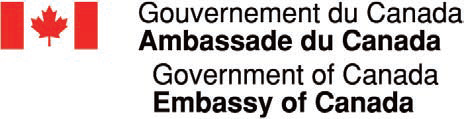 Gouvernement du Canada
Ambassade du Canada
Government of Canada
Embassy of Canada